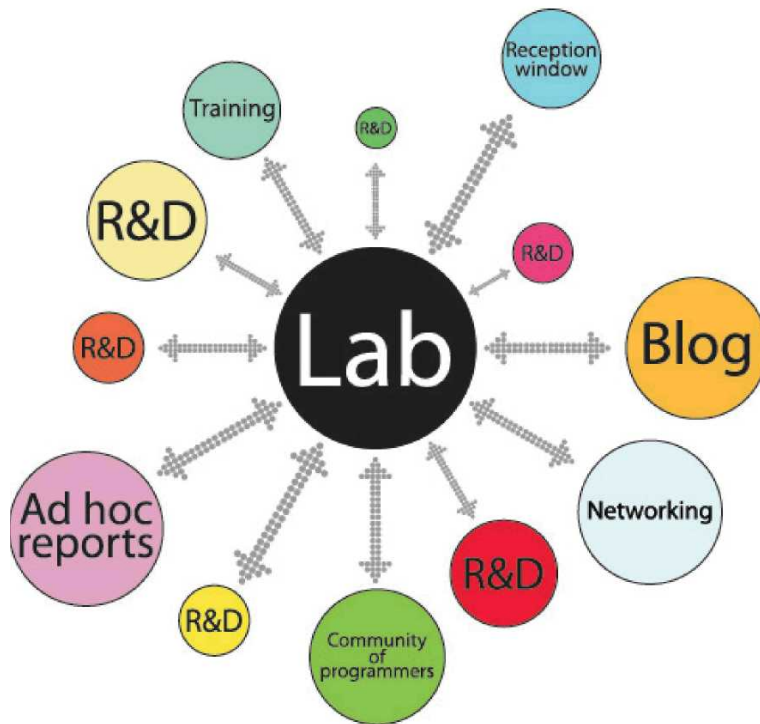 Reception
window
Training
R&D
R&D
R&D
Lab
R&D
Blog
Ad hoc
reports
Networking
R&D
R&D
Community
of
programmers